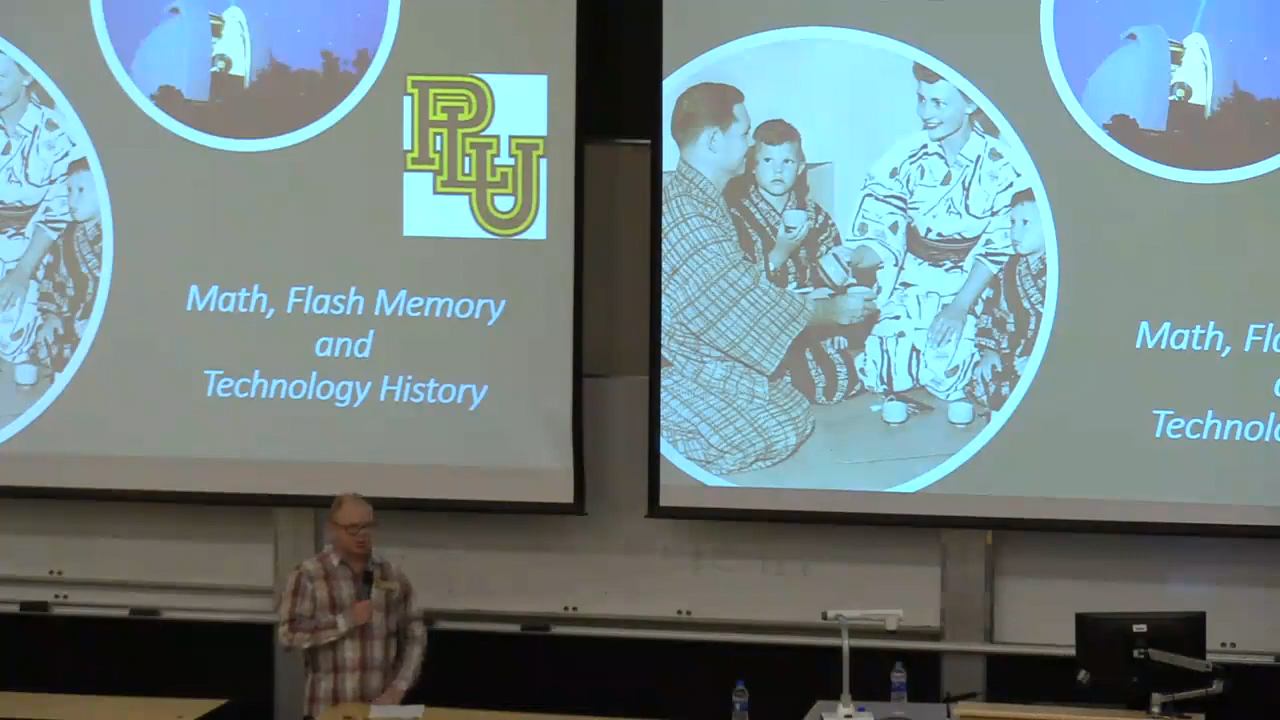 PLU
Math, Flash Memory
and
Technology History
Math, Fla
Technolo